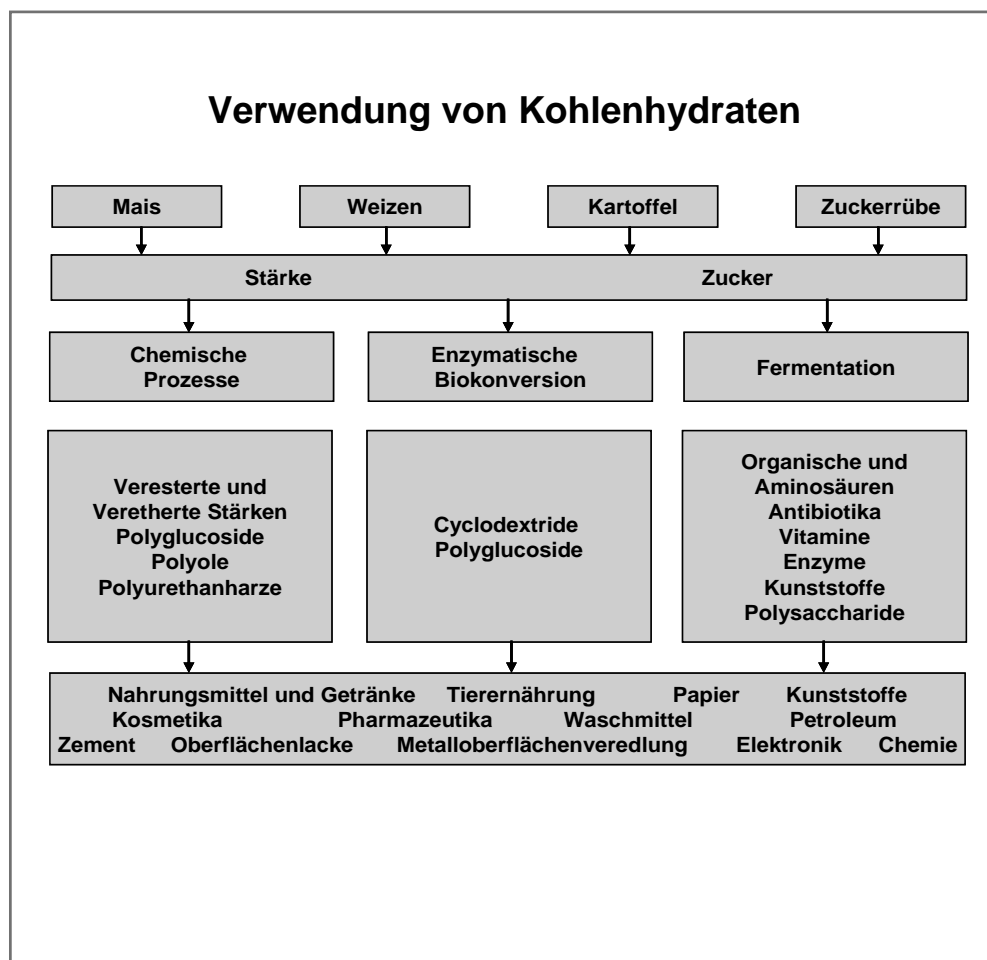 Verwendung von Kohlenhydraten
Mais Weizen Kartoffel Zuckerrübe
Stärke Zucker
Chemische
Prozesse
Enzymatische
Biokonversion
Fermentation
Veresterte und
Veretherte Stärken
Polyglucoside
Polyole
Polyurethanharze
Cyclodextride
Polyglucoside
Organische und
Aminosäuren
Antibiotika
Vitamine
Enzyme
Kunststoffe
Polysaccharide
Nahrungsmittel und Getränke Tierernährung Papier Kunststoffe
Kosmetika Pharmazeutika Waschmittel Petroleum
Zement Oberflächenlacke Metalloberflächenveredlung Elektronik Chemie